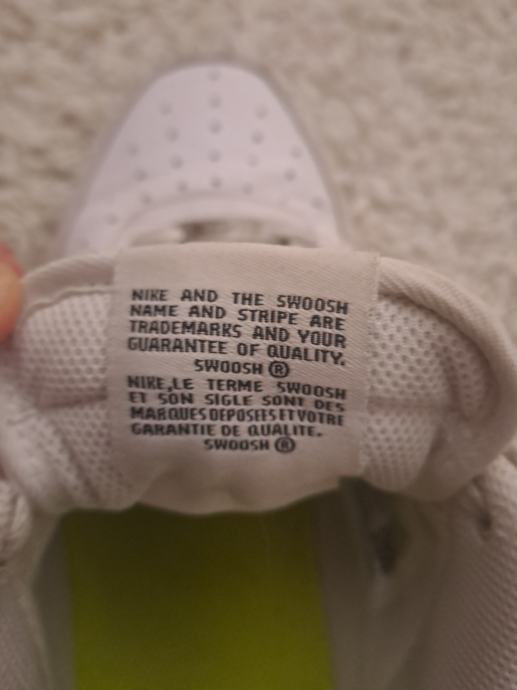 NIKE AND THE SWOOSH
NAME AND STRIPE ARE
TRADEMARKS AND YOUR
GUARANTEE OF QUALITY.
SWOOSH ®
NIKE,LE TERME SWOOSH
ET SON SIGLE SONT DES
MARQUES DEPOSEES ET VOTRE
GARANTIE DE QUALITE.
SWOOSH ®